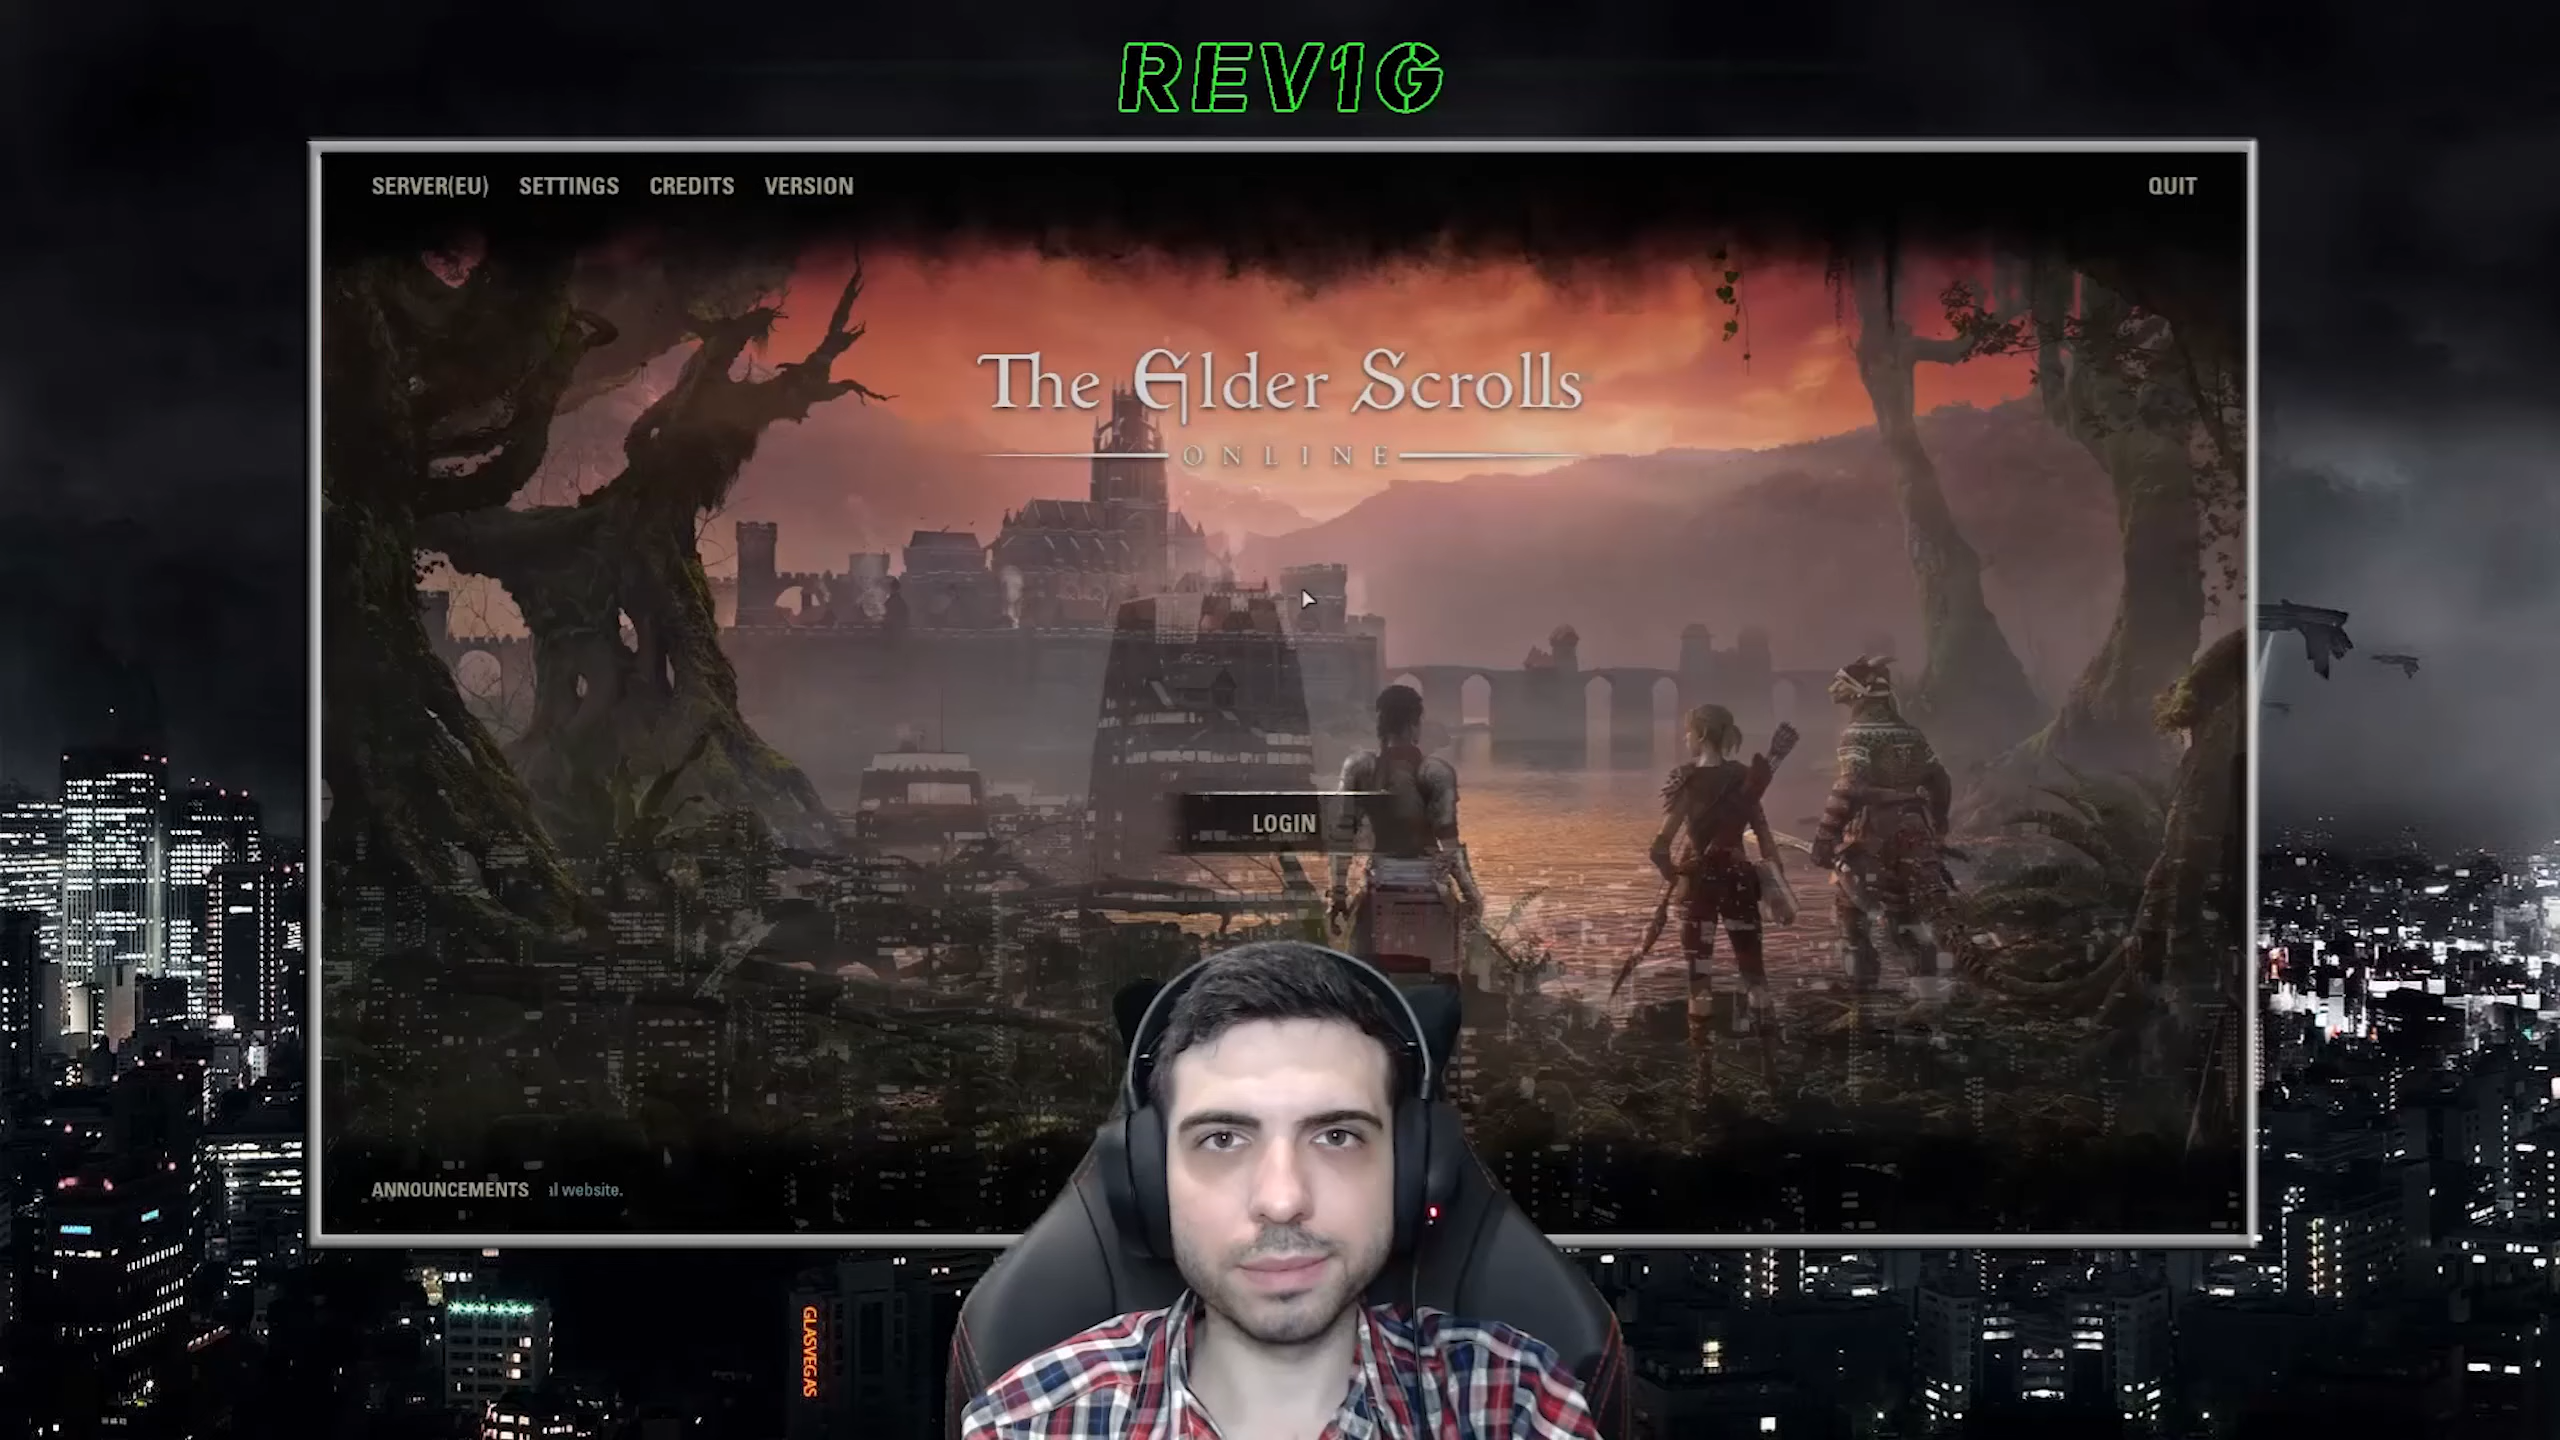 REV1G
SERVER(EU) SETTINGS CREDITS VERSION QUIT
The Elder Scrolls
ONLINE
LOGIN
ANNOUNCEMENTS al website.
GLASVEGAS